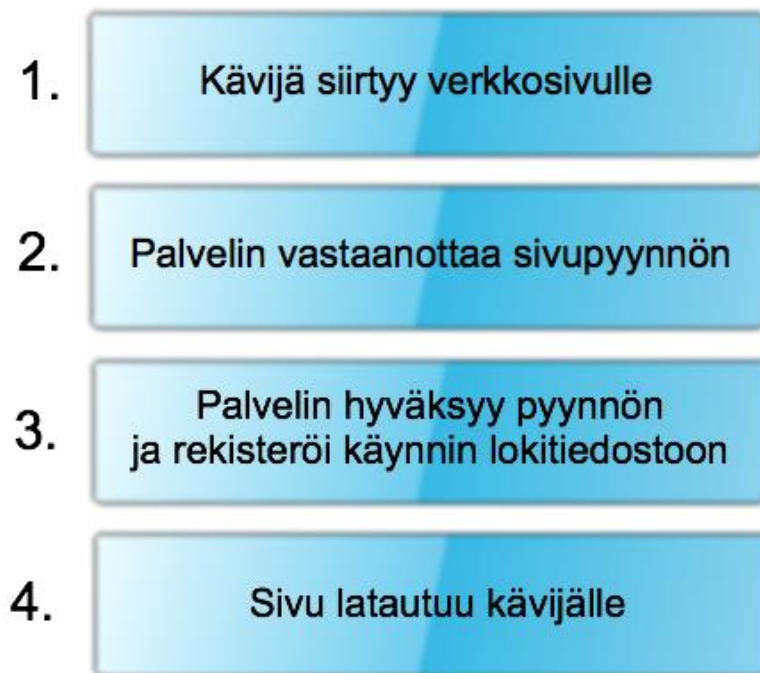 1. Kävijä siirtyy verkkosivulle
2. Palvelin vastaanottaa sivupyynnön
3. Palvelin hyväksyy pyynnön
ja rekisteröi käynnin lokitiedostoon
4. Sivu latautuu kävijälle